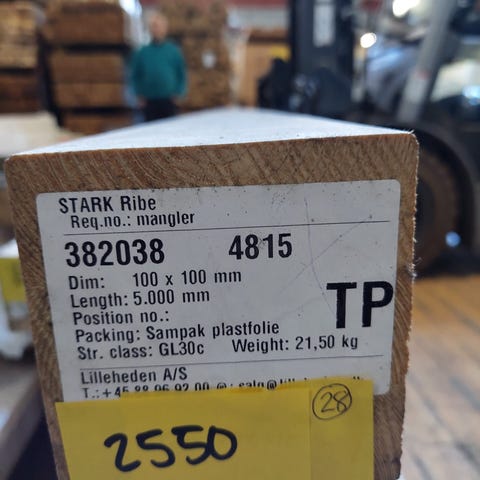 STARK Ribe
Req.no.: mangler
382038 4815
Dim: 100 x 100 mm
Length: 5.000 mm
Position no.:
TP
Packing: Sampak plastfolie
Str. class: GL30c Weight: 21,50 kg
Lilleheden A/S
28
2550